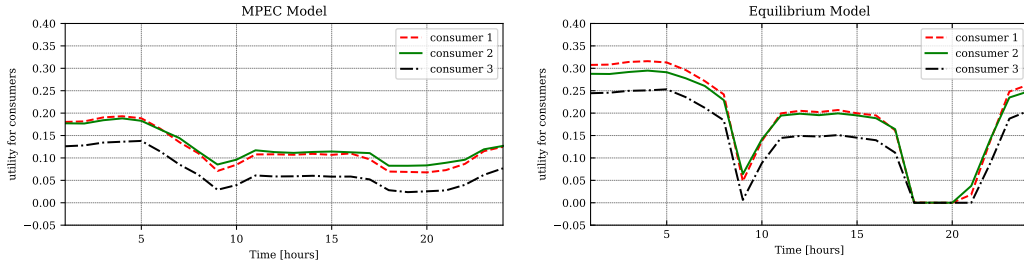 MPEC Model
0.40
0.35
0.30
0.25
0.20
0.15
0.10
0.05
0.00
−0.05
utility for consumers
consumer 1
consumer 2
consumer 3
5
10
15
20
Time [hours]
Equilibrium Model
0.40
0.35
0.30
0.25
0.20
0.15
0.10
0.05
0.00
−0.05
utility for consumers
consumer 1
consumer 2
consumer 3
5
10
15
20
Time [hours]